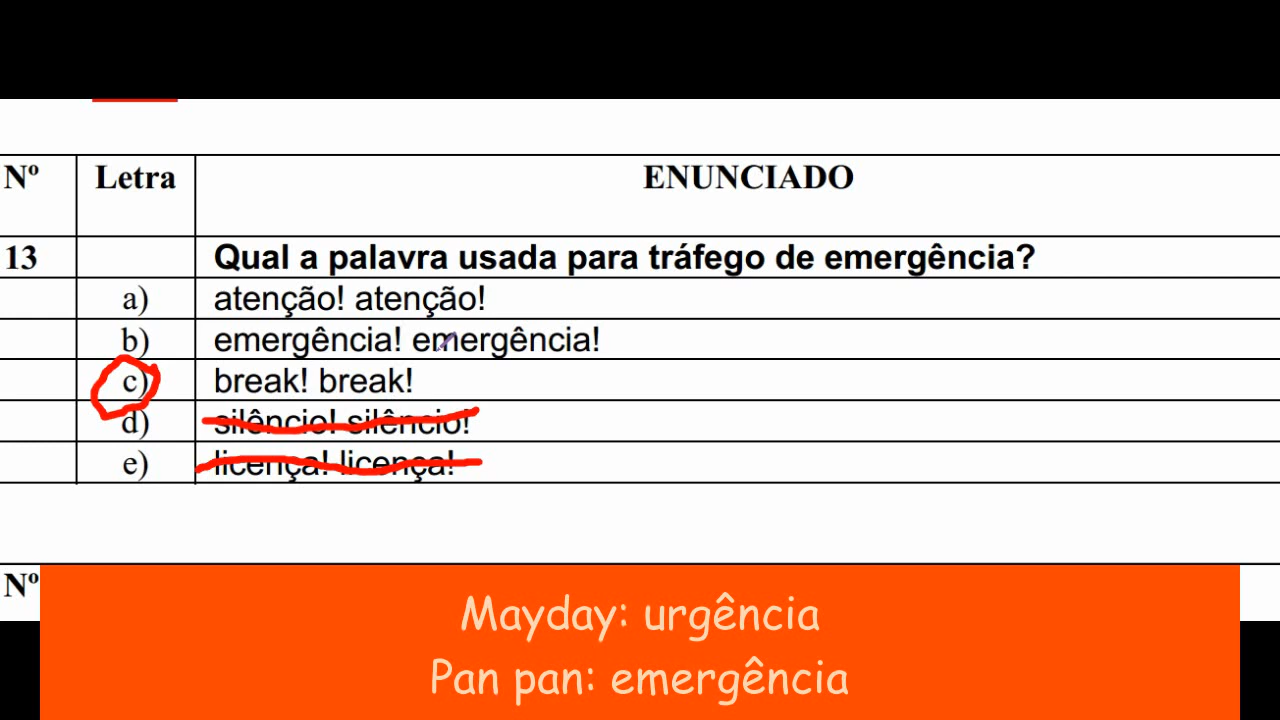 Nº Letra ENUNCIADO
13 Qual a palavra usada para tráfego de emergência?
a) atenção! atenção!
b) emergência! emergência!
c) break! break!
d) silêncio! silêncio!
e) licença! licença!
Nº
Mayday: urgência
Pan pan: emergência